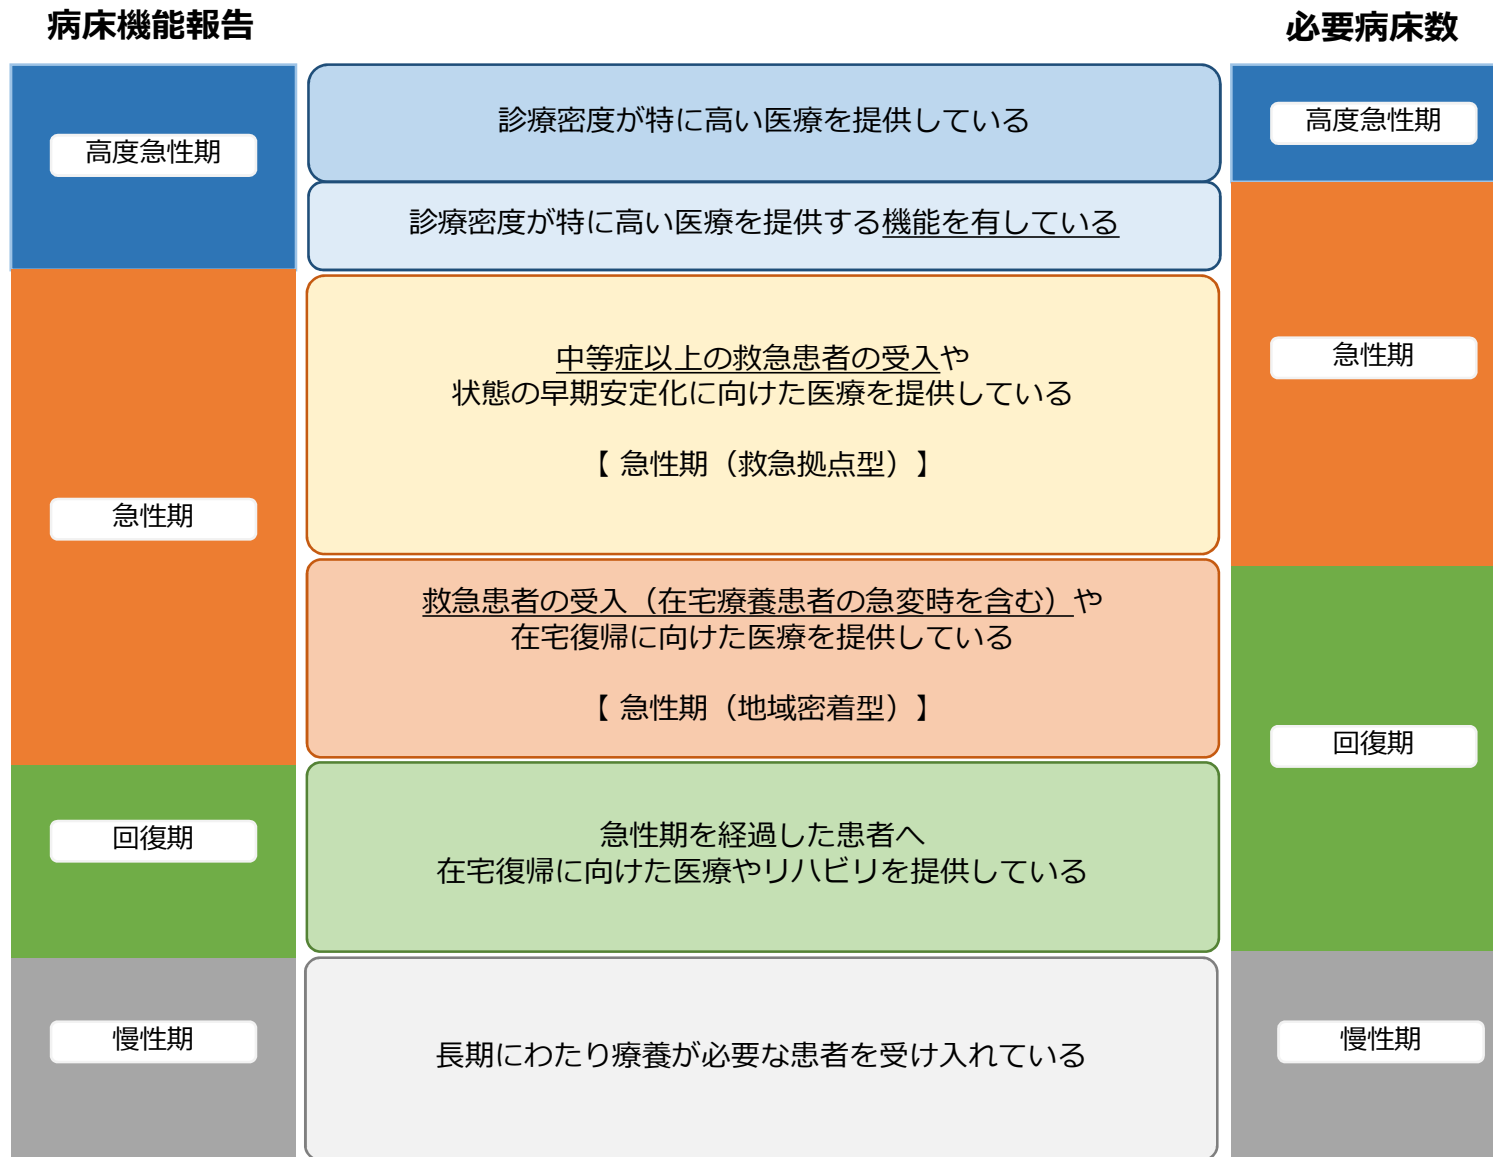 病床機能報告
必要病床数
高度急性期
診療密度が特に高い医療を提供している
高度急性期
診療密度が特に高い医療を提供する機能を有している
中等症以上の救急患者の受入や
状態の早期安定化に向けた医療を提供している
【 急性期（救急拠点型）】
急性期
急性期
救急患者の受入（在宅療養患者の急変時を含む）や
在宅復帰に向けた医療を提供している
【 急性期（地域密着型）】
回復期
回復期
急性期を経過した患者へ
在宅復帰に向けた医療やリハビリを提供している
慢性期
長期にわたり療養が必要な患者を受け入れている
慢性期